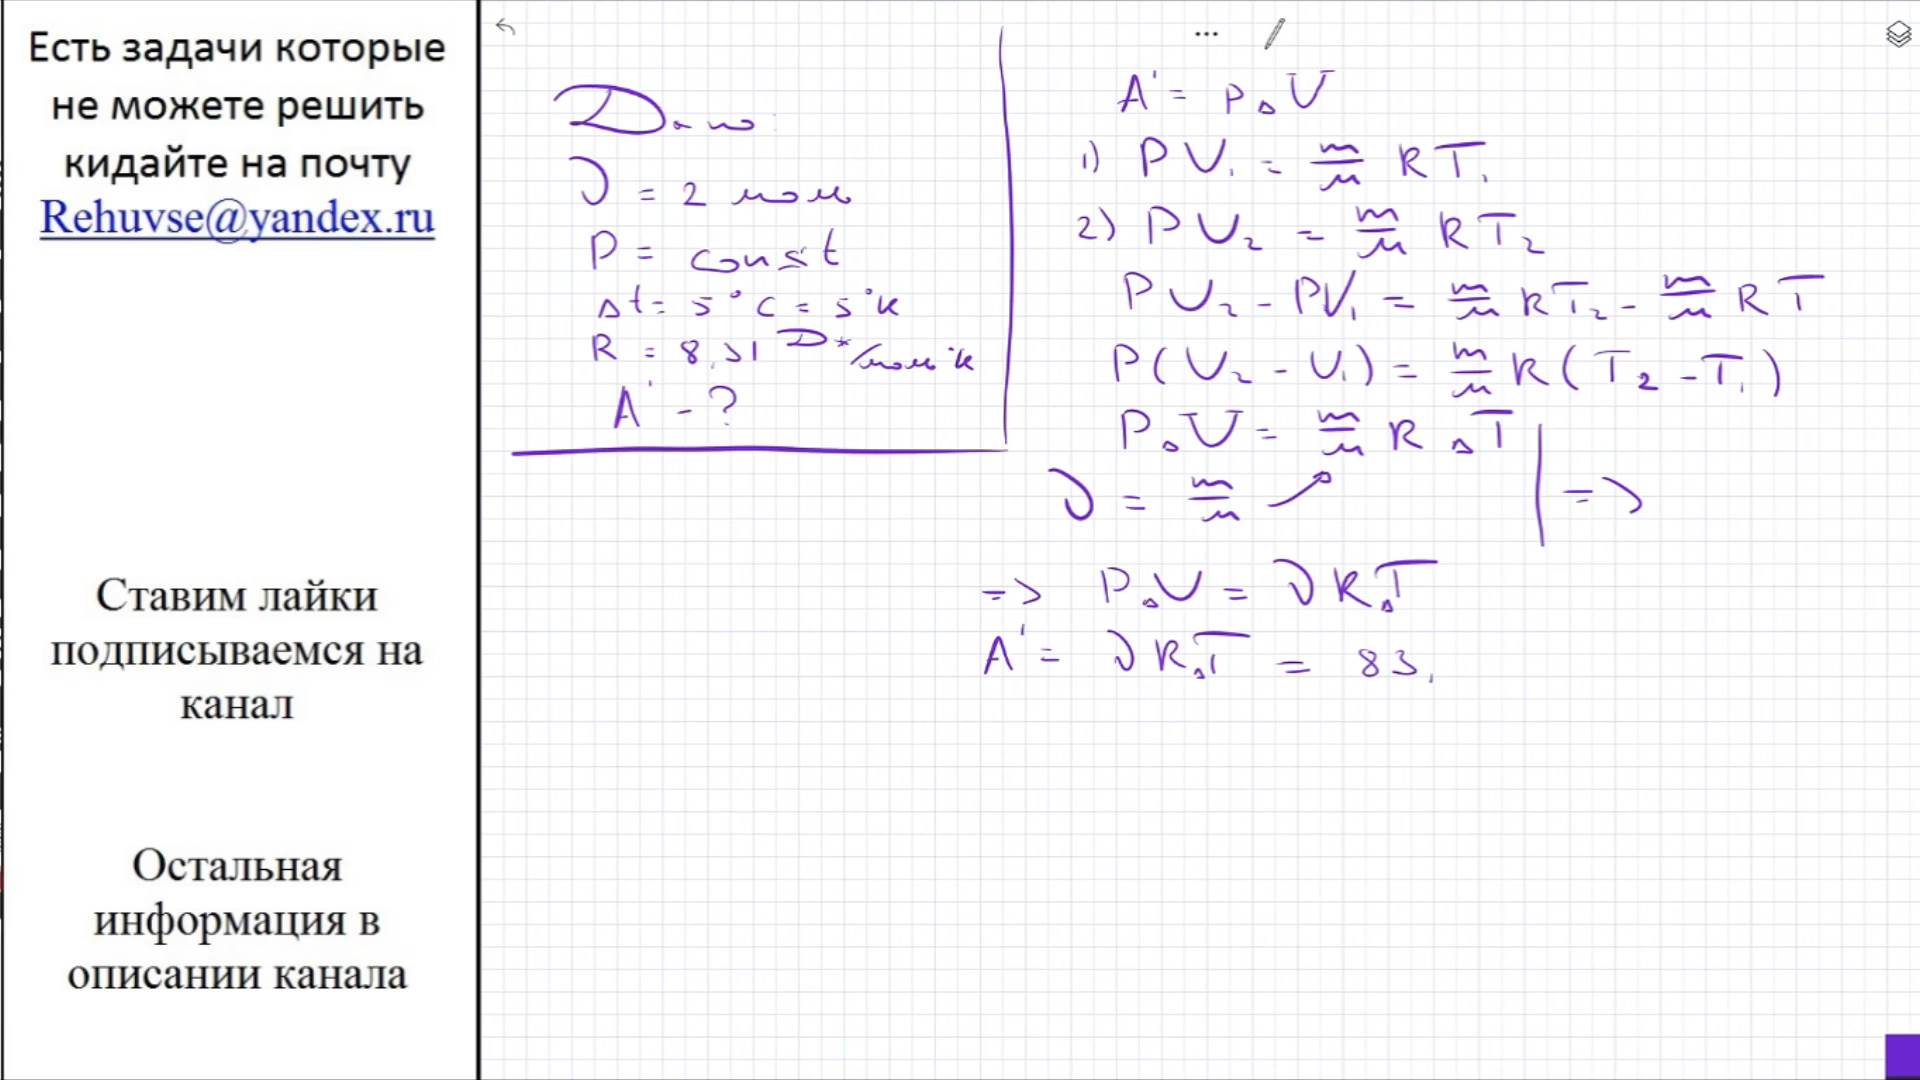 Есть задачи которые
не можете решить
кидайте на почту
Rehuvse@yandex.ru
Ставим лайки
подписываемся на
канал
Остальная
информация в
описании канала
Дано:
ν = 2 моль
P = const
Δt = 5°C = 5°K
R = 8,31 Дж/моль·K
A' - ?
A' = PΔV
1) PV₁ = m/μ RT₁
2) PV₂ = m/μ RT₂
PV₂ - PV₁ = m/μ RT₂ - m/μ RT
P(V₂ - V₁) = m/μ R(T₂ - T₁)
PΔV = m/μ RΔT
ν = m/μ | =>
=> PΔV = νRΔT
A' = νRΔT = 83,